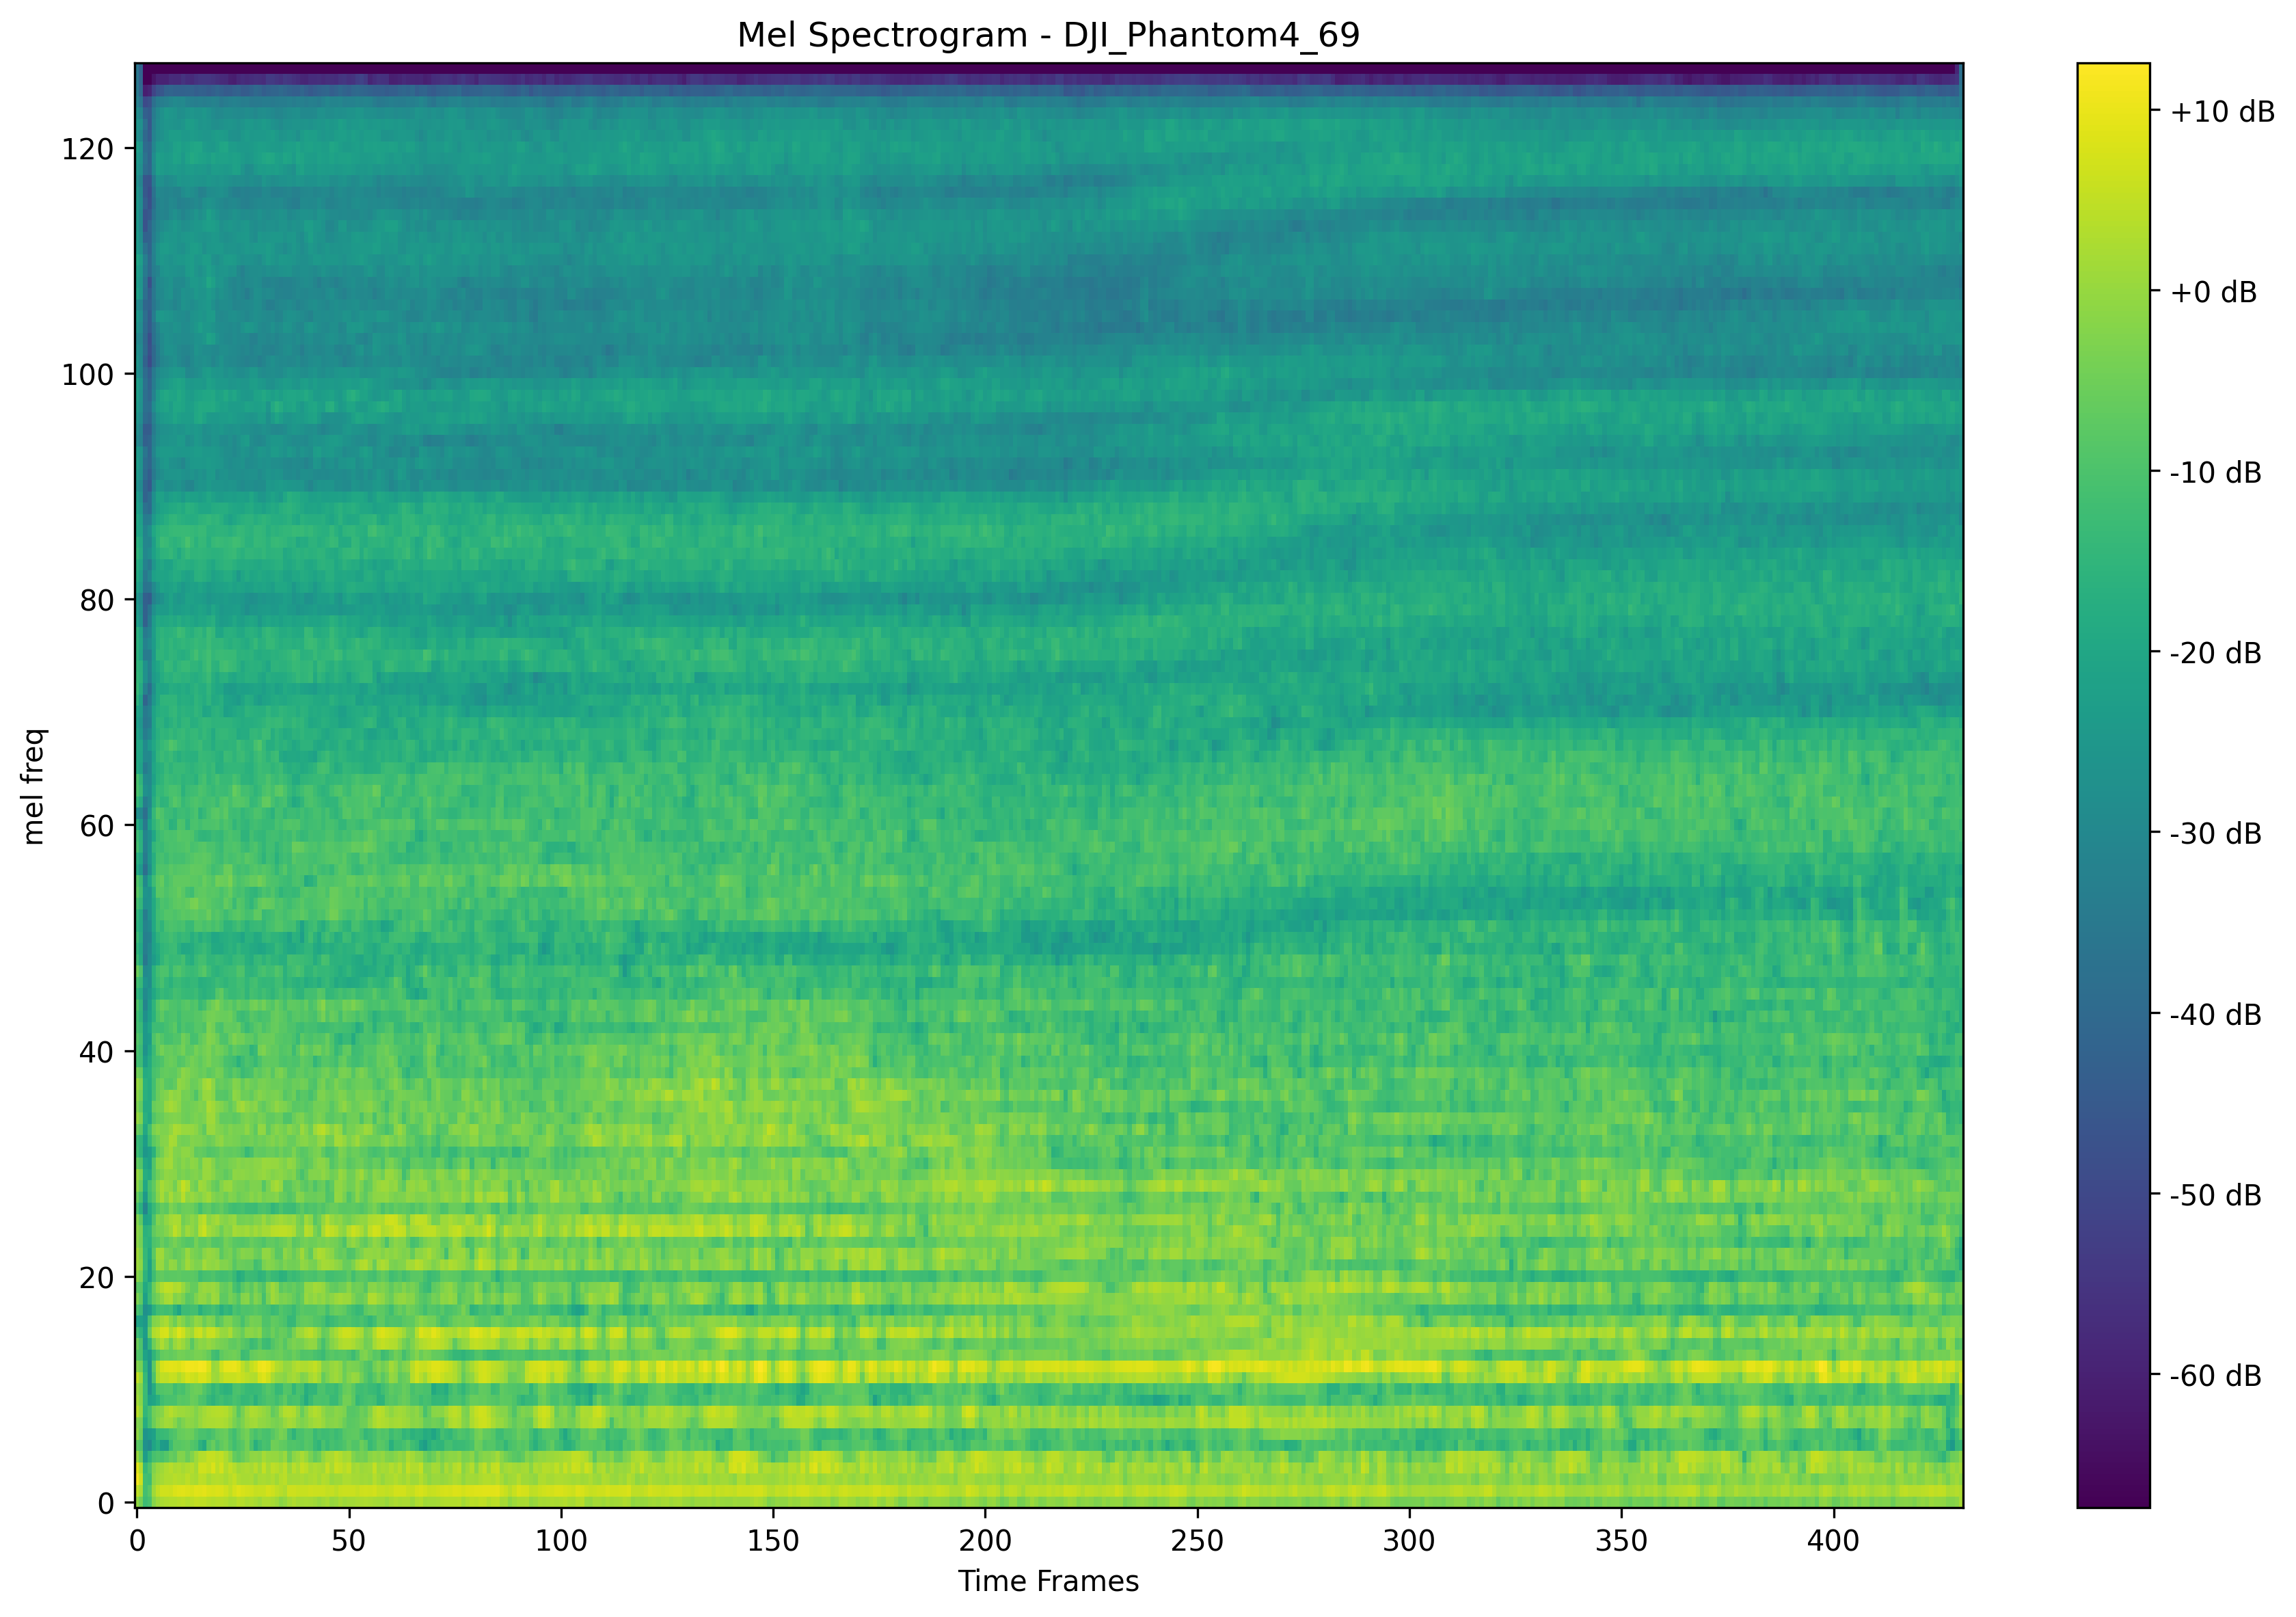 Mel Spectrogram - DJI_Phantom4_69
mel freq
120
100
80
60
40
20
0
0 50 100 150 200 250 300 350 400
Time Frames
+10 dB
+0 dB
-10 dB
-20 dB
-30 dB
-40 dB
-50 dB
-60 dB